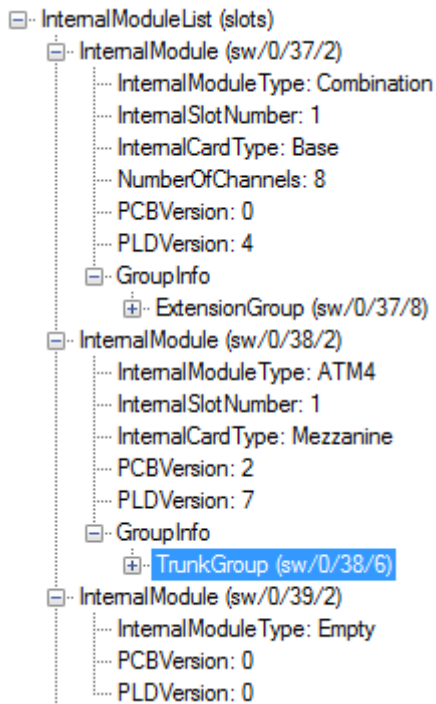 InternalModuleList (slots)
InternalModule (sw/0/37/2)
InternalModuleType: Combination
InternalSlotNumber: 1
InternalCardType: Base
NumberOfChannels: 8
PCBVersion: 0
PLDVersion: 4
GroupInfo
ExtensionGroup (sw/0/37/8)
InternalModule (sw/0/38/2)
InternalModuleType: ATM4
InternalSlotNumber: 1
InternalCardType: Mezzanine
PCBVersion: 2
PLDVersion: 7
GroupInfo
TrunkGroup (sw/0/38/6)
InternalModule (sw/0/39/2)
InternalModuleType: Empty
PCBVersion: 0
PLDVersion: 0